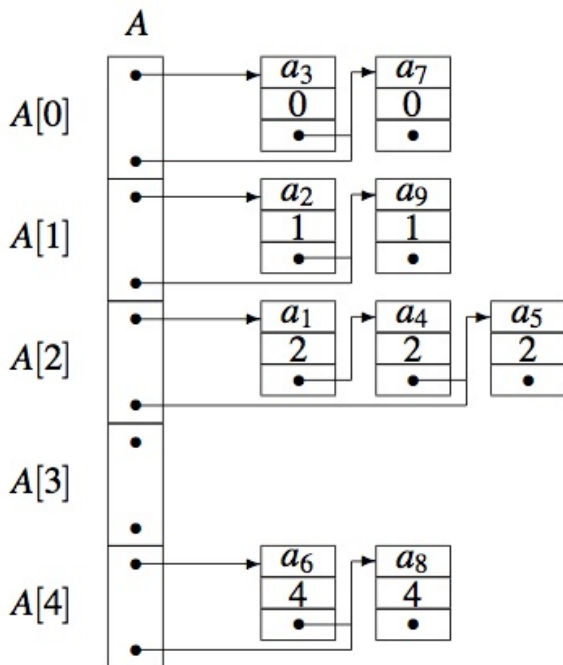 A
a₃ a₇
A[0] 0 0
a₂ a₉
A[1] 1 1
a₁ a₄ a₅
A[2] 2 2 2
A[3]
a₆ a₈
A[4] 4 4